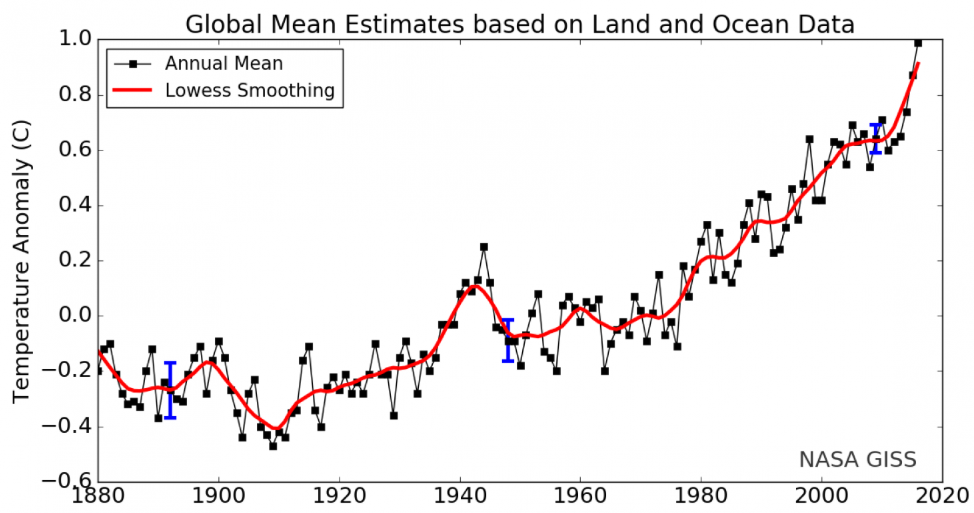 Global Mean Estimates based on Land and Ocean Data
Annual Mean
Lowess Smoothing
Temperature Anomaly (C)
1.0
0.8
0.6
0.4
0.2
0.0
−0.2
−0.4
−0.6
NASA GISS
1880 1900 1920 1940 1960 1980 2000 2020